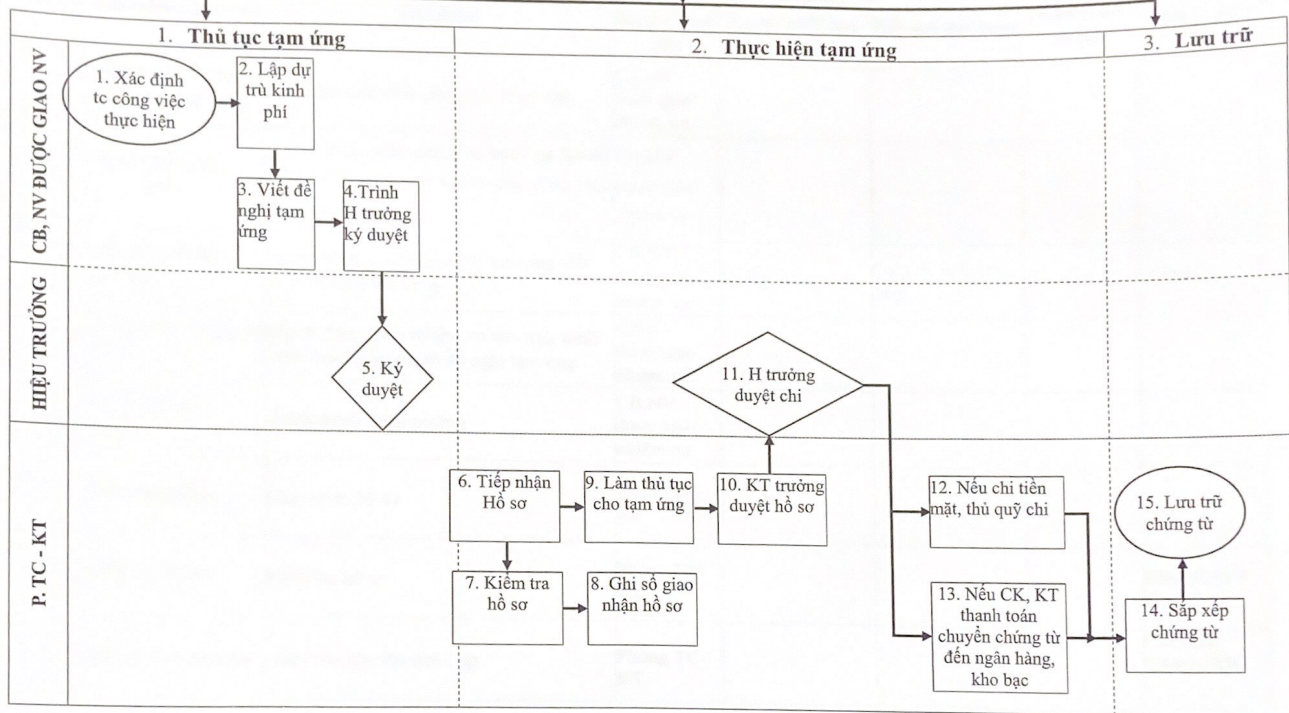 1. Thủ tục tạm ứng
2. Thực hiện tạm ứng
3. Lưu trữ
CB, NV ĐƯỢC GIAO NV
1. Xác định
tc công việc
thực hiện
2. Lập dự
trù kinh
phí
3. Viết đề
nghị tạm
ứng
4.Trình
H trưởng
ký duyệt
HIỆU TRƯỞNG
5. Ký
duyệt
11. H trưởng
duyệt chi
P. TC - KT
6. Tiếp nhận
Hồ sơ
9. Làm thủ tục
cho tạm ứng
10. KT trưởng
duyệt hồ sơ
7. Kiểm tra
hồ sơ
8. Ghi sổ giao
nhận hồ sơ
12. Nếu chi tiền
mặt, thủ quỹ chi
13. Nếu CK, KT
thanh toán
chuyển chứng từ
đến ngân hàng,
kho bạc
15. Lưu trữ
chứng từ
14. Sắp xếp
chứng từ